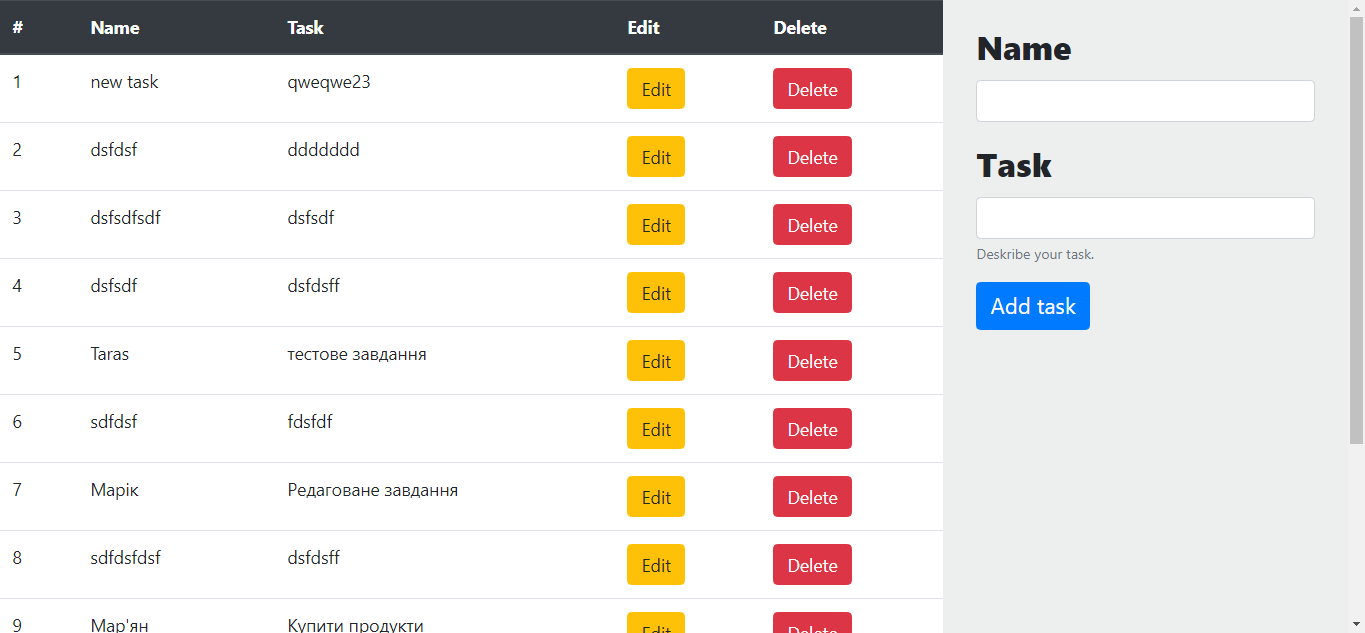 # Name Task Edit Delete
1 new task qweqwe23 Edit Delete
2 dsfdsf ddddddd Edit Delete
3 dsfsdfsdf dsfsdf Edit Delete
4 dsfsdf dsfdsff Edit Delete
5 Taras тестове завдання Edit Delete
6 sdfdsf fdsfdf Edit Delete
7 Марік Редаговане завдання Edit Delete
8 sdfdsfdsf dsfdsff Edit Delete
9 Мар'ян Купити продукти Edit Delete
Name
Task
Deskribe your task.
Add task